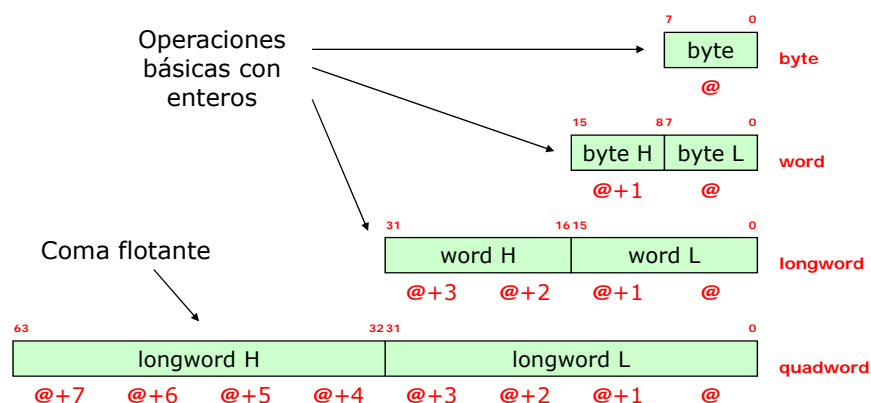 7 0
Operaciones
básicas con
enteros
byte
byte
@
15 87 0
byte H byte L
word
@+1 @
31 16 15 0
Coma flotante
word H word L
longword
@+3 @+2 @+1 @
63 32 31 0
longword H longword L
quadword
@+7 @+6 @+5 @+4 @+3 @+2 @+1 @